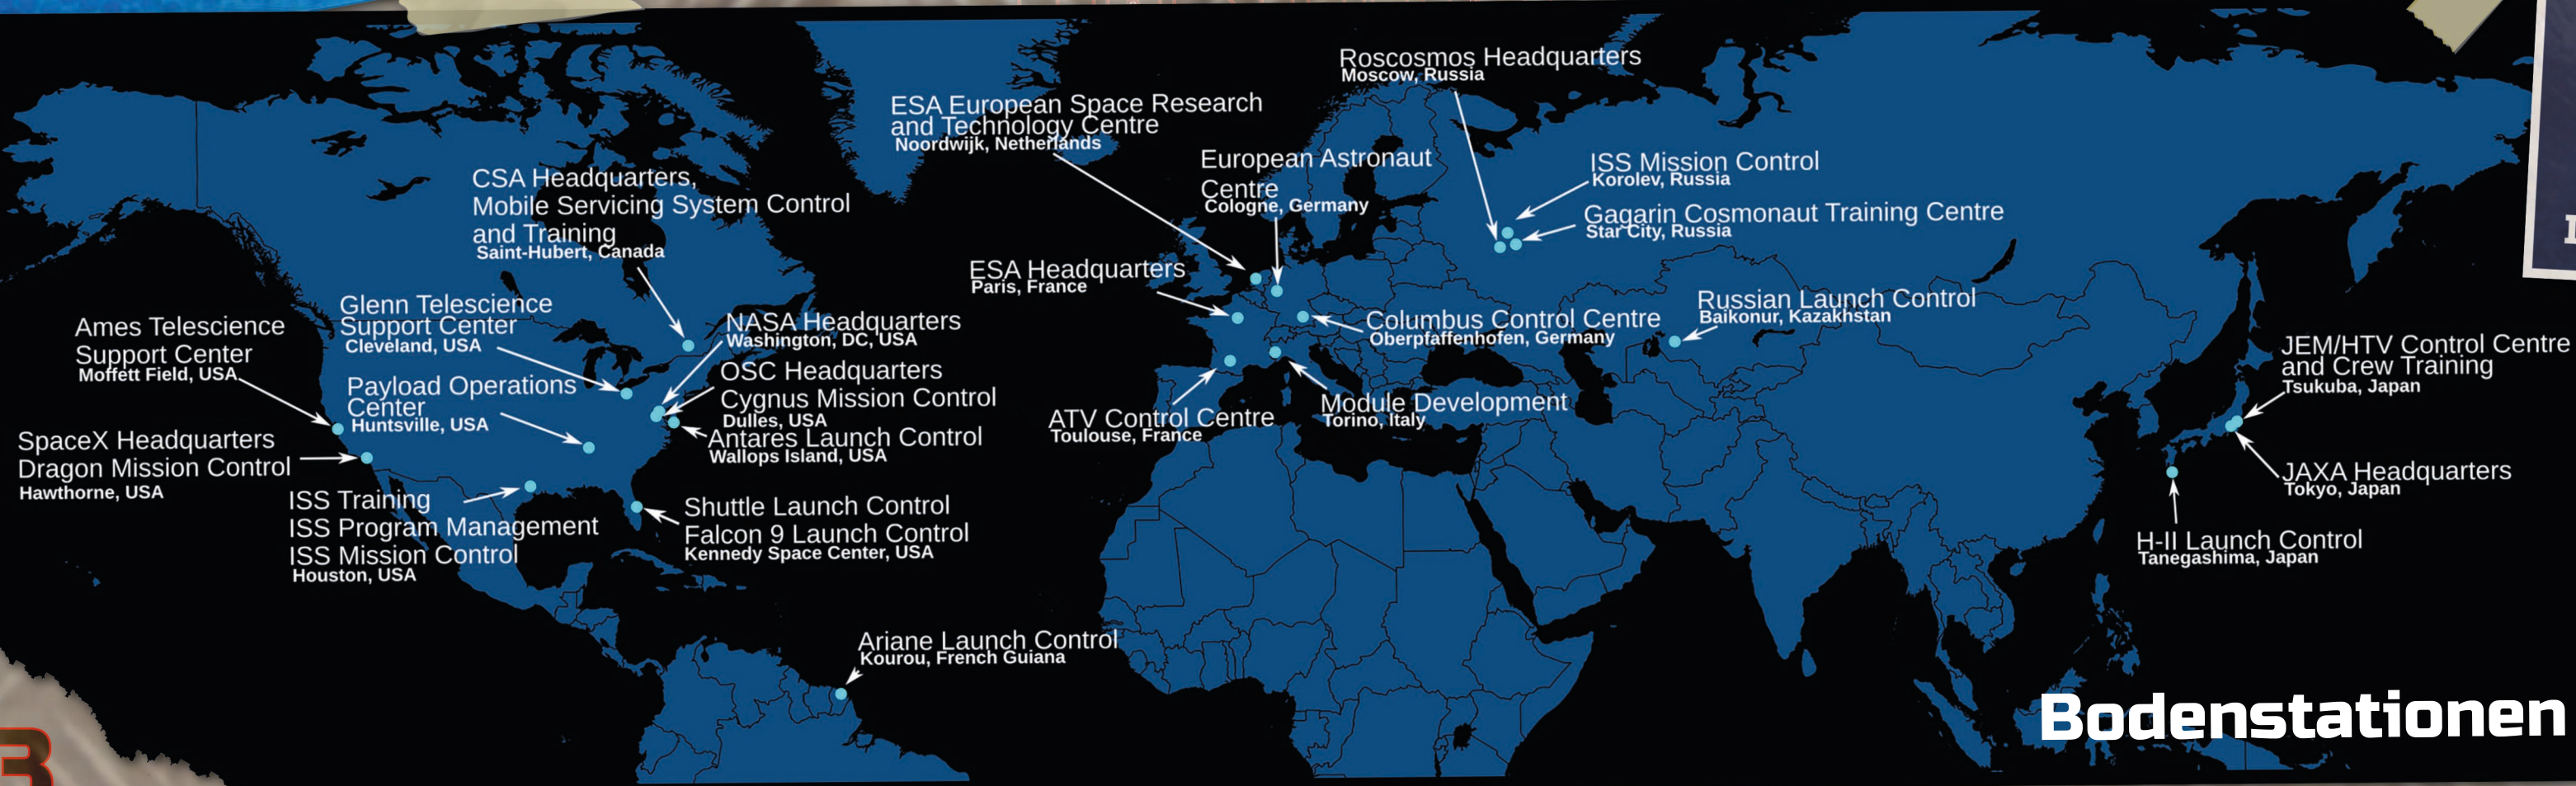 Roscosmos Headquarters
Moscow, Russia
ESA European Space Research
and Technology Centre
Noordwijk, Netherlands
European Astronaut
Centre
Cologne, Germany
ISS Mission Control
Korolev, Russia
Gagarin Cosmonaut Training Centre
Star City, Russia
CSA Headquarters,
Mobile Servicing System Control
and Training
Saint-Hubert, Canada
ESA Headquarters
Paris, France
Glenn Telescience
Support Center
Cleveland, USA
Ames Telescience
Support Center
Moffett Field, USA
NASA Headquarters
Washington, DC, USA
Columbus Control Centre
Oberpfaffenhofen, Germany
Russian Launch Control
Baikonur, Kazakhstan
JEM/HTV Control Centre
and Crew Training
Tsukuba, Japan
Payload Operations
Center
Huntsville, USA
OSC Headquarters
Cygnus Mission Control
Dulles, USA
Antares Launch Control
Wallops Island, USA
ATV Control Centre
Toulouse, France
Module Development
Torino, Italy
SpaceX Headquarters
Dragon Mission Control
Hawthorne, USA
JAXA Headquarters
Tokyo, Japan
ISS Training
ISS Program Management
ISS Mission Control
Houston, USA
Shuttle Launch Control
Falcon 9 Launch Control
Kennedy Space Center, USA
H-II Launch Control
Tanegashima, Japan
Ariane Launch Control
Kourou, French Guiana
Bodenstationen